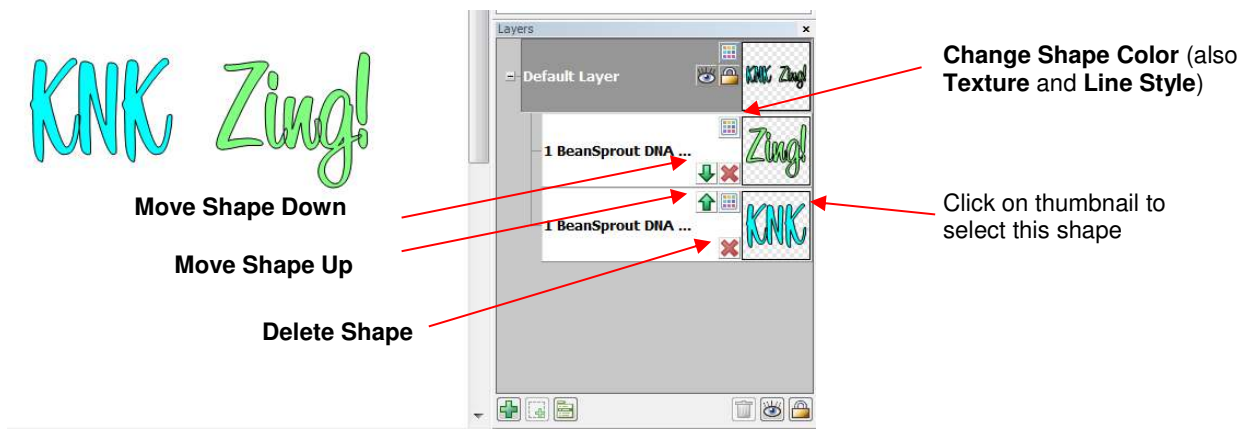 Layers
KNK Zing!
Default Layer
KNK Zing!
Change Shape Color (also
Texture and Line Style)
1 BeanSprout DNA ...
Zing!
Move Shape Down
Click on thumbnail to
select this shape
1 BeanSprout DNA ...
KNK
Move Shape Up
Delete Shape